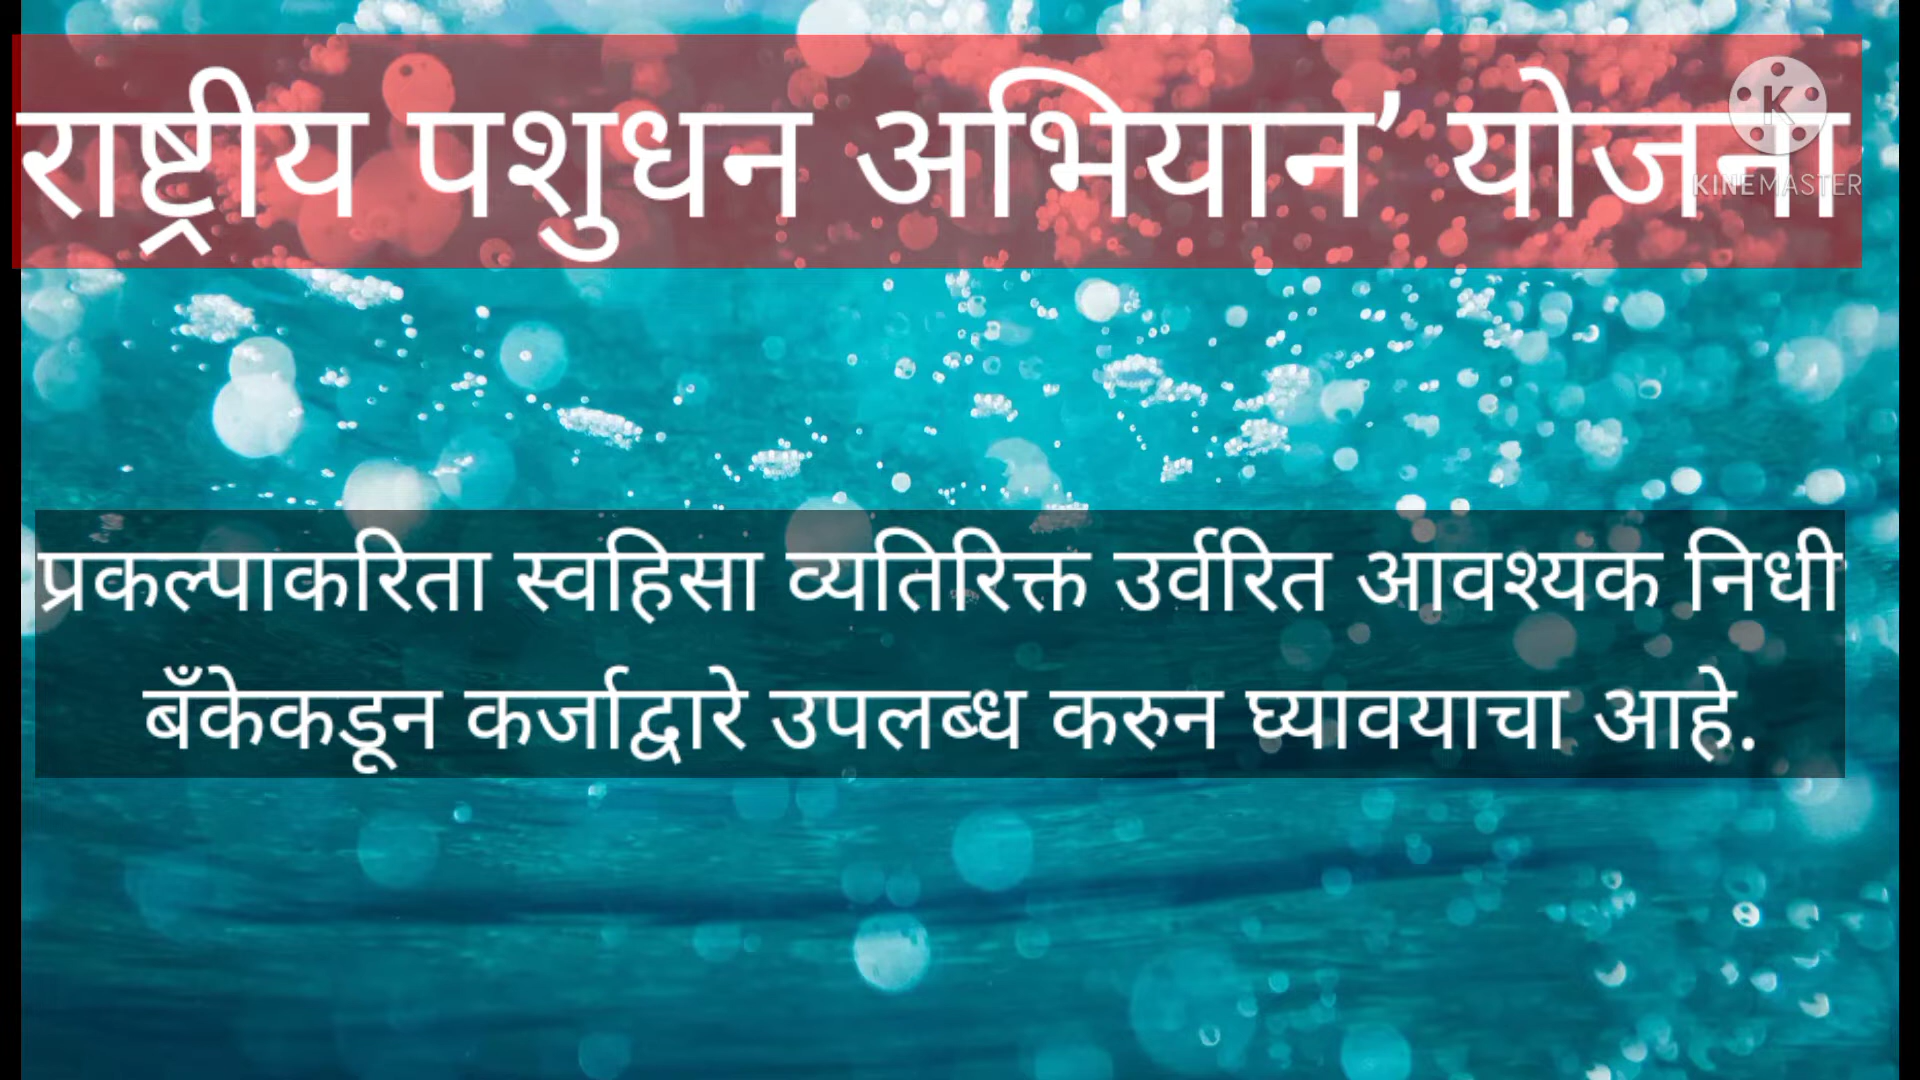 राष्ट्रीय पशुधन अभियान’ योजना
K
KINEMASTER
प्रकल्पाकरिता स्वहिसा व्यतिरिक्त उर्वरित आवश्यक निधी
बँकेकडून कर्जाद्वारे उपलब्ध करुन घ्यावयाचा आहे.